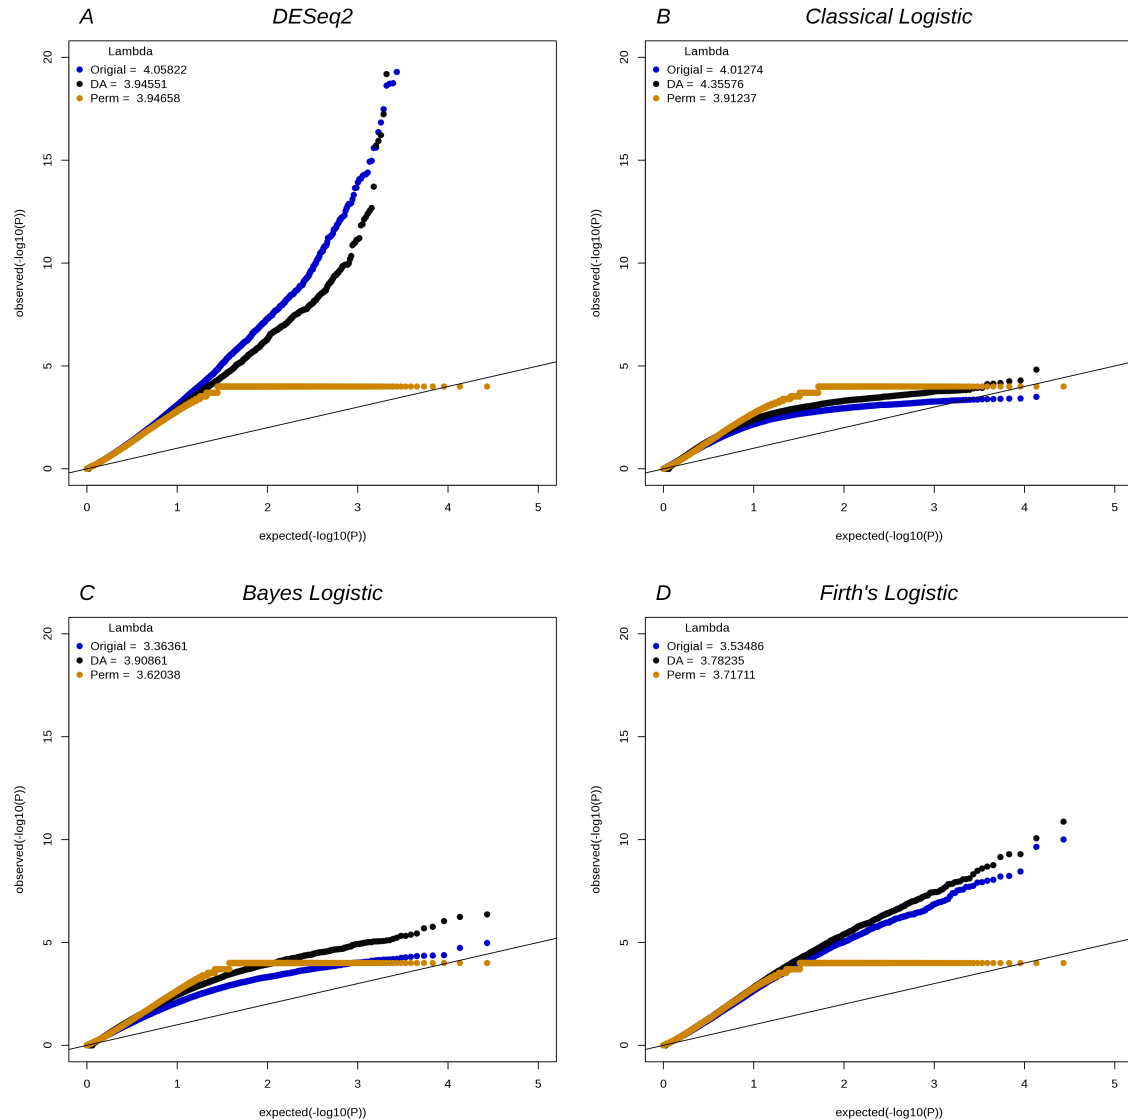 A DESeq2
Lambda
Origial = 4.05822
DA = 3.94551
Perm = 3.94658
observed(-log10(P))
0 5 10 15 20
0 1 2 3 4 5
expected(-log10(P))
B Classical Logistic
Lambda
Origial = 4.01274
DA = 4.35576
Perm = 3.91237
observed(-log10(P))
0 5 10 15 20
0 1 2 3 4 5
expected(-log10(P))
C Bayes Logistic
Lambda
Origial = 3.36361
DA = 3.90861
Perm = 3.62038
observed(-log10(P))
0 5 10 15 20
0 1 2 3 4 5
expected(-log10(P))
D Firth's Logistic
Lambda
Origial = 3.53486
DA = 3.78235
Perm = 3.71711
observed(-log10(P))
0 5 10 15 20
0 1 2 3 4 5
expected(-log10(P))